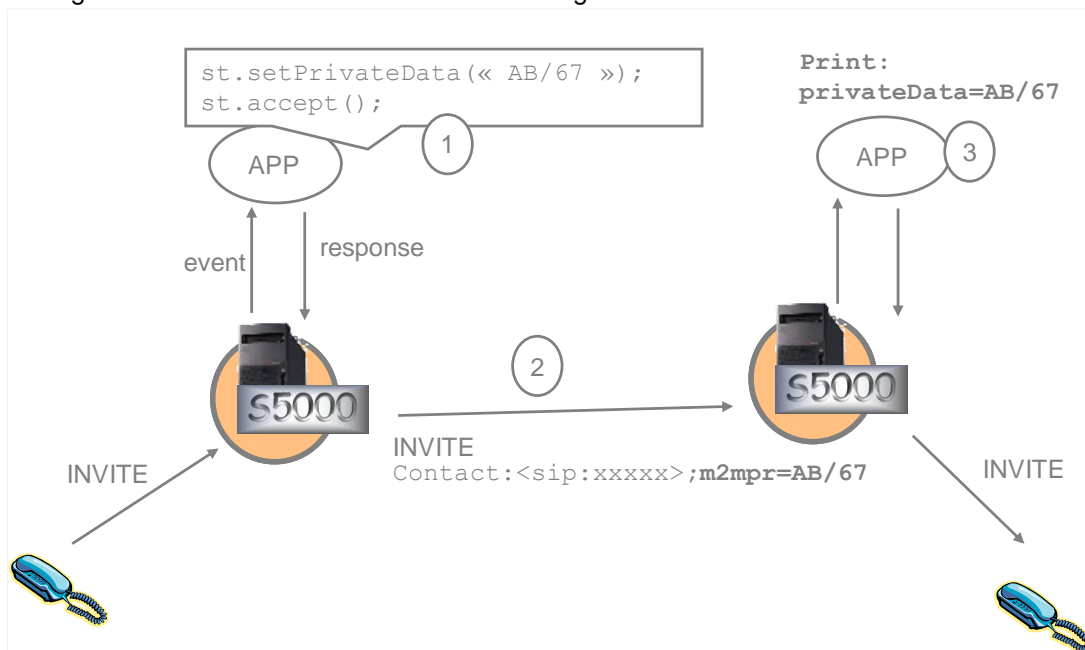 st.setPrivateData(« AB/67 »);
st.accept();
Print:
privateData=AB/67
1
APP
APP
3
event
response
2
S5000
S5000
INVITE
INVITE
Contact:<sip:xxxxx>;m2mpr=AB/67
INVITE